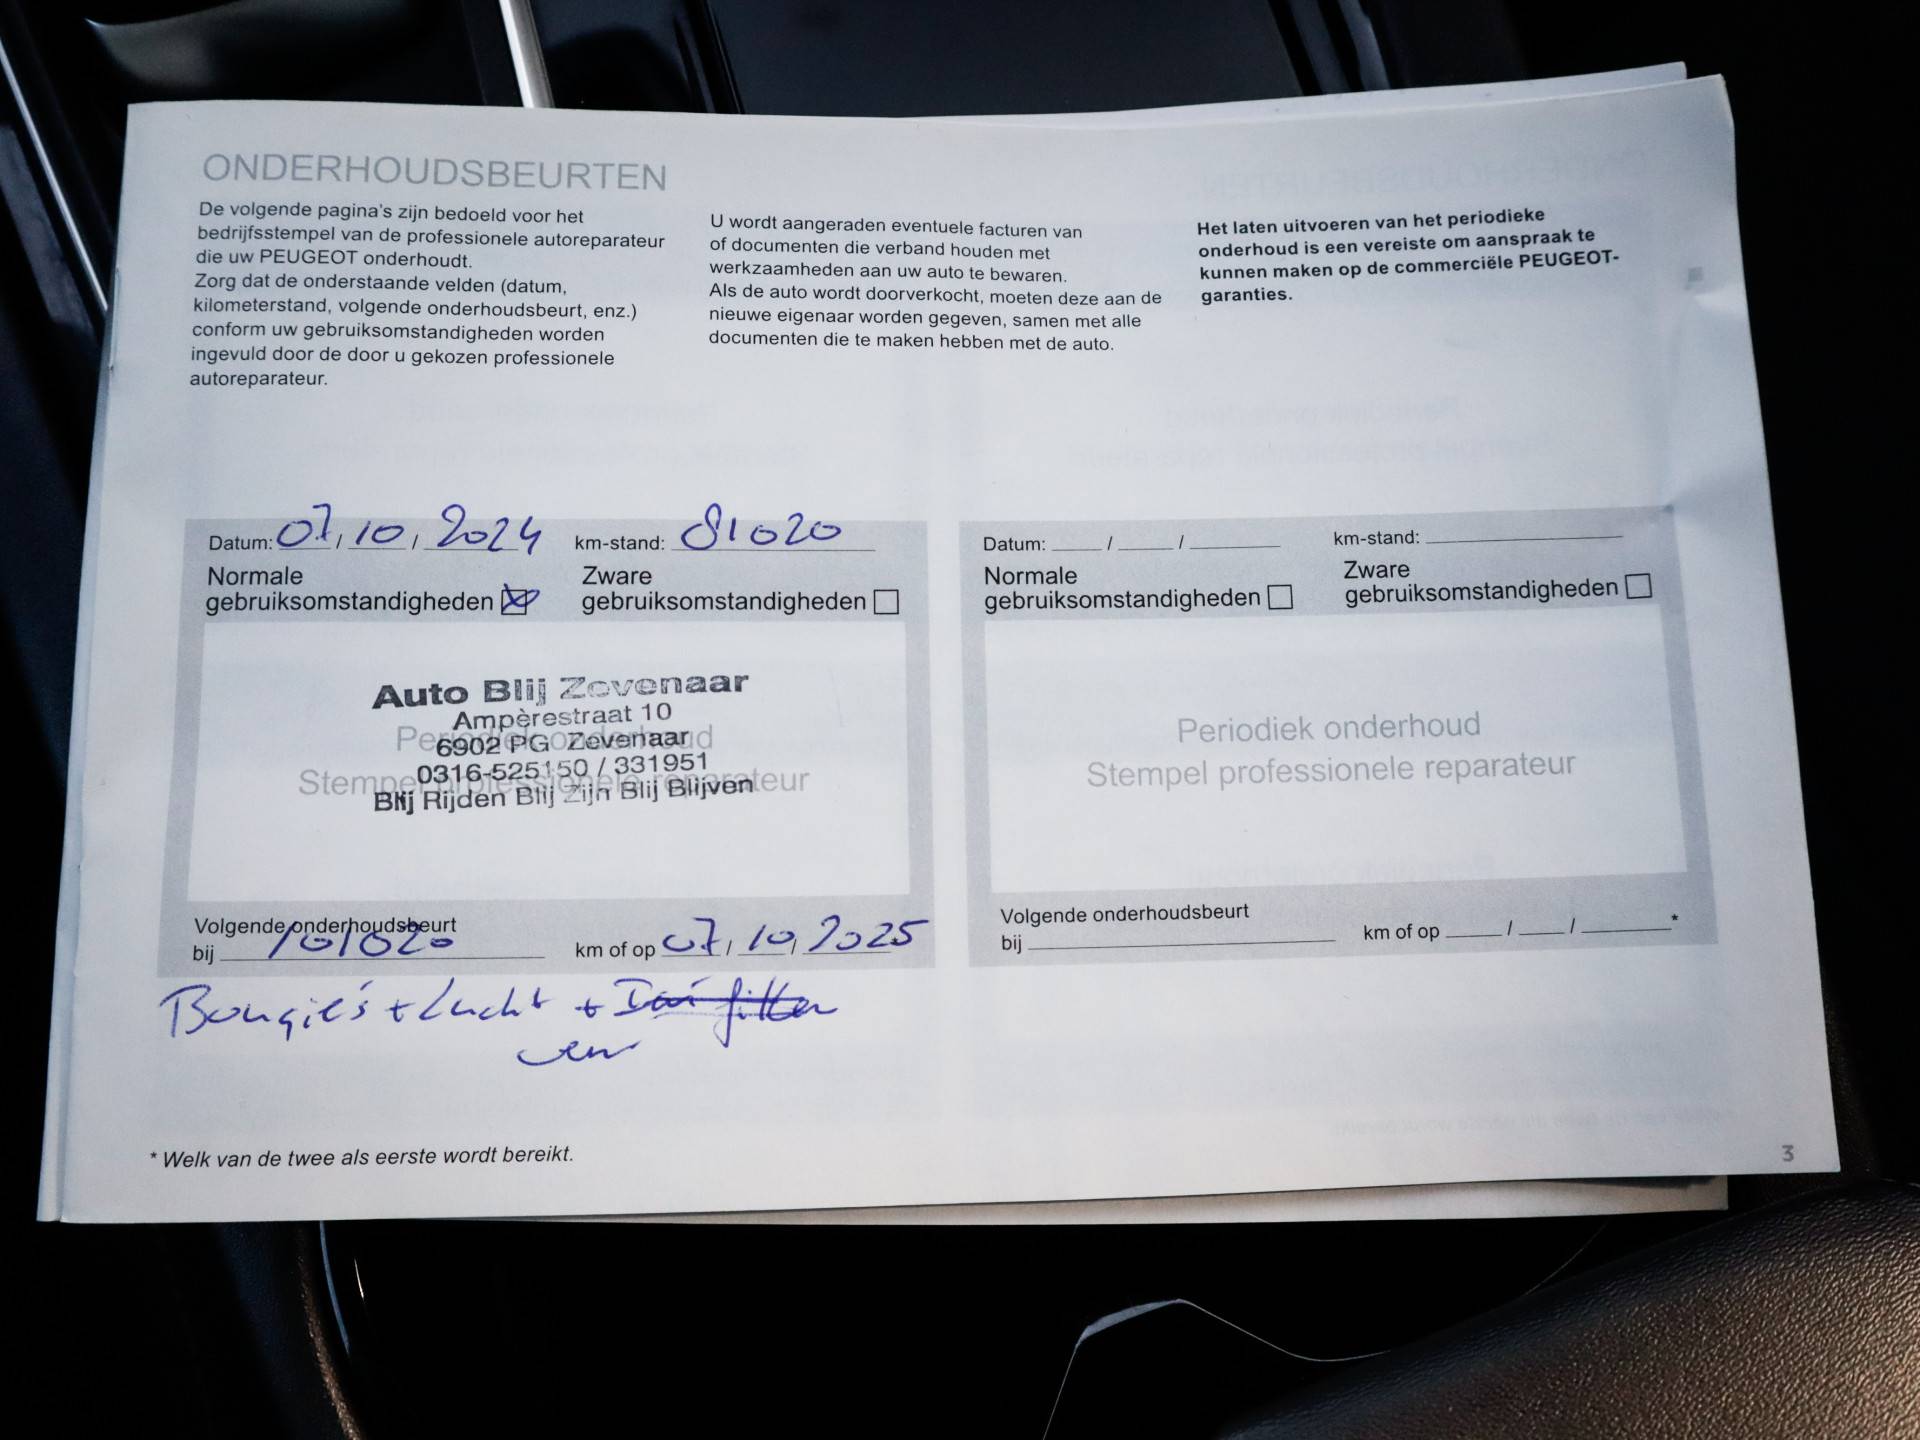 ONDERHOUDSBEURTEN
De volgende pagina's zijn bedoeld voor het
bedrijfsstempel van de professionele autoreparateur
die uw PEUGEOT onderhoudt.
Zorg dat de onderstaande velden (datum,
kilometerstand, volgende onderhoudsbeurt, enz.)
conform uw gebruiksomstandigheden worden
ingevuld door de door u gekozen professionele
autoreparateur.
U wordt aangeraden eventuele facturen van
of documenten die verband houden met
werkzaamheden aan uw auto te bewaren.
Als de auto wordt doorverkocht, moeten deze aan de
nieuwe eigenaar worden gegeven, samen met alle
documenten die te maken hebben met de auto.
Het laten uitvoeren van het periodieke
onderhoud is een vereiste om aanspraak te
kunnen maken op de commerciële PEUGEOT-
garanties.
Datum: 07 / 10 / 2024 km-stand: 81020
Normale
gebruiksomstandigheden
Zware
gebruiksomstandigheden
Auto Blij Zevenaar
Ampèrestraat 10
6902 PG Zevenaar
0316-525150 / 331951
Blij Rijden Blij Zijn Blij Blijven
Periodiek onderhoud
Stempel professionele reparateur
Volgende onderhoudsbeurt
bij 101020 km of op 07 / 10 / 2025
Bougie's + Lucht + filter
Datum: / / km-stand:
Normale
gebruiksomstandigheden
Zware
gebruiksomstandigheden
Periodiek onderhoud
Stempel professionele reparateur
Volgende onderhoudsbeurt
bij km of op / / *
* Welk van de twee als eerste wordt bereikt.
3